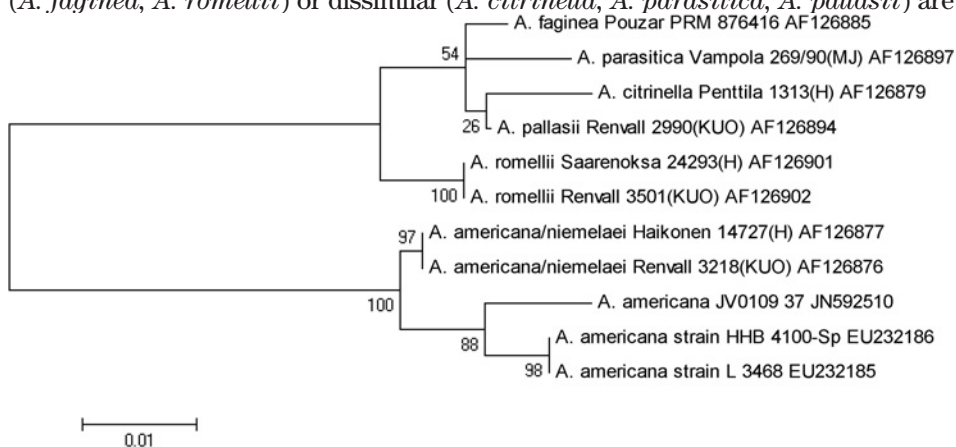 (A. faginea, A. romellii) or dissimilar (A. citrinella, A. parasitica, A. pallasii) are
A. faginea Pouzar PRM 876416 AF126885
54
A. parasitica Vampola 269/90(MJ) AF126897
A. citrinella Penttila 1313(H) AF126879
26
A. pallasii Renvall 2990(KUO) AF126894
A. romellii Saarenoksa 24293(H) AF126901
100
A. romellii Renvall 3501(KUO) AF126902
97
A. americana/niemelaei Haikonen 14727(H) AF126877
A. americana/niemelaei Renvall 3218(KUO) AF126876
100
A. americana JV0109 37 JN592510
88
A. americana strain HHB 4100-Sp EU232186
98
A. americana strain L 3468 EU232185
0.01